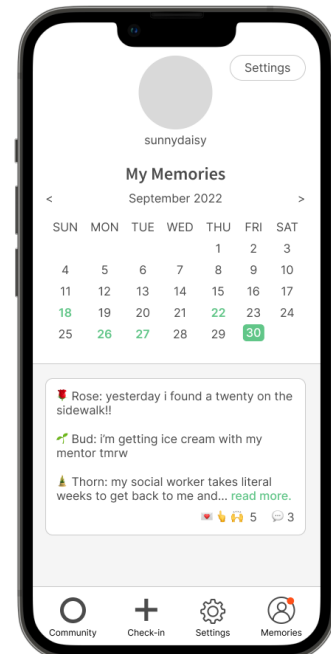 Settings
sunnydaisy
My Memories
< September 2022 >
SUN MON TUE WED THU FRI SAT
1 2 3
4 5 6 7 8 9 10
11 12 13 14 15 16 17
18 19 20 21 22 23 24
25 26 27 28 29 30
🌹 Rose: yesterday i found a twenty on the
sidewalk!!
🌱 Bud: i'm getting ice cream with my
mentor tmrw
Thorn: my social worker takes literal
weeks to get back to me and... read more.
💌 👆 🙌 5 💬 3
Community Check-in Settings Memories